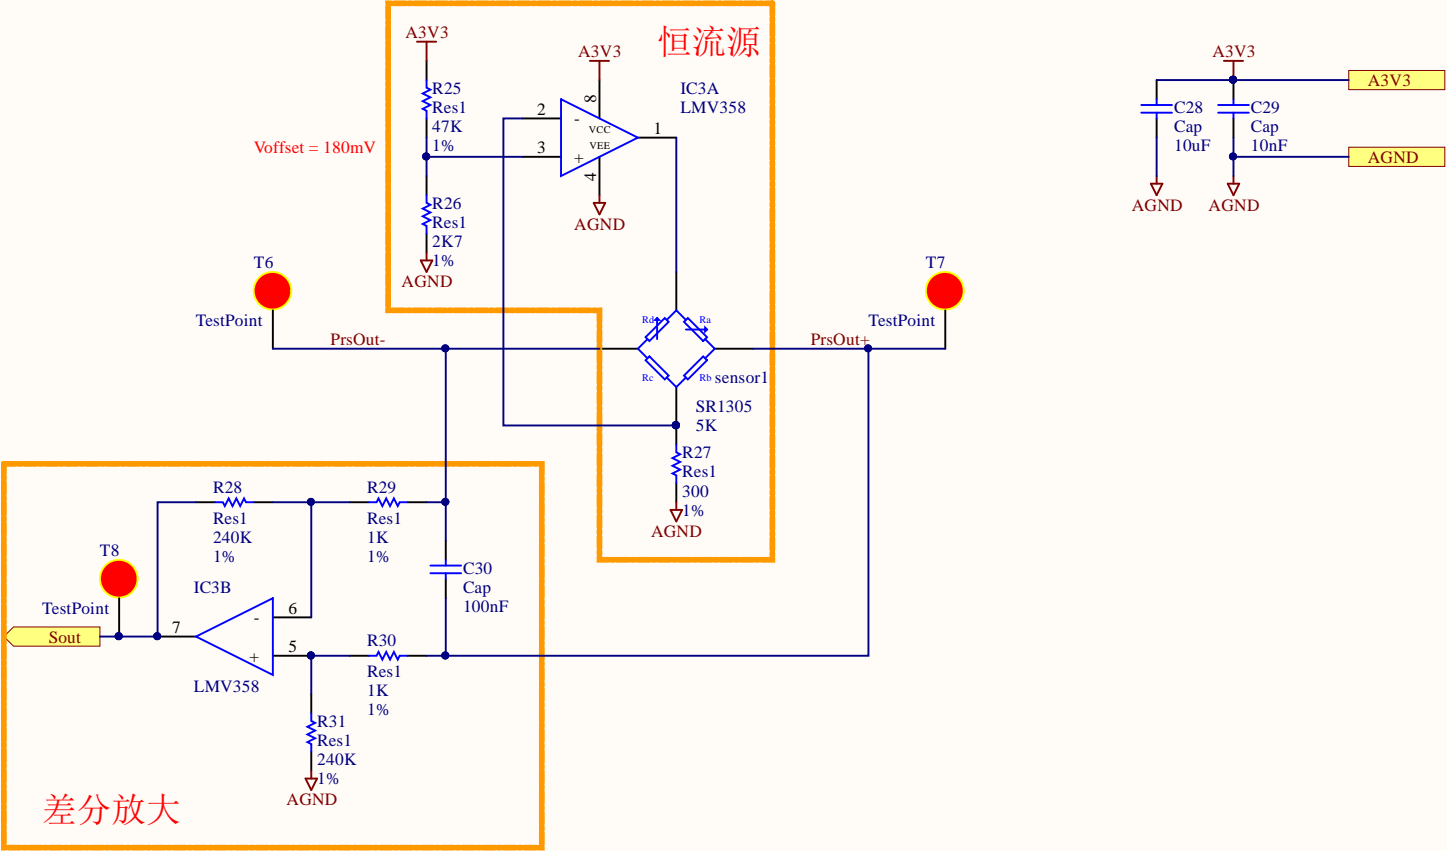 恒流源
A3V3
R25
Res1
47K
1%
Voffset = 180mV
R26
Res1
2K7
1%
AGND
A3V3
IC3A
LMV358
8
2
-
VCC
1
VEE
3
+
4
AGND
A3V3
A3V3
C28
Cap
10uF
C29
Cap
10nF
AGND
AGND
AGND
T6
TestPoint
PrsOut-
T7
TestPoint
PrsOut+
Rd
Ra
Rc
Rb
sensor1
SR1305
5K
R27
Res1
300
1%
AGND
R28
Res1
240K
1%
R29
Res1
1K
1%
C30
Cap
100nF
T8
TestPoint
IC3B
6
-
7
Sout
5
+
LMV358
R30
Res1
1K
1%
R31
Res1
240K
1%
AGND
差分放大